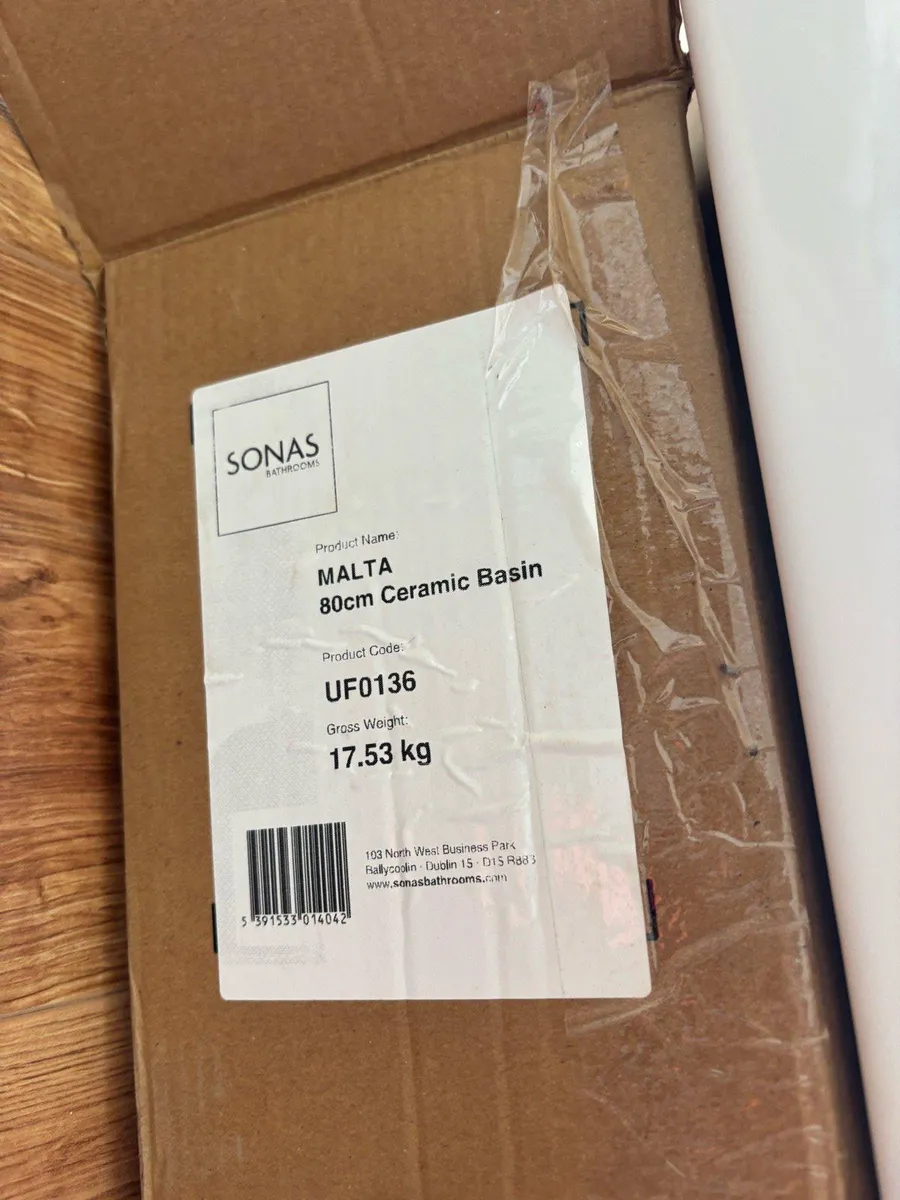 SONAS
BATHROOMS
Product Name:
MALTA
80cm Ceramic Basin
Product Code:
UF0136
Gross Weight:
17.53 kg
103 North West Business Park
Ballycoolin · Dublin 15 · D15 R883
www.sonasbathrooms.com
5 391533 014042